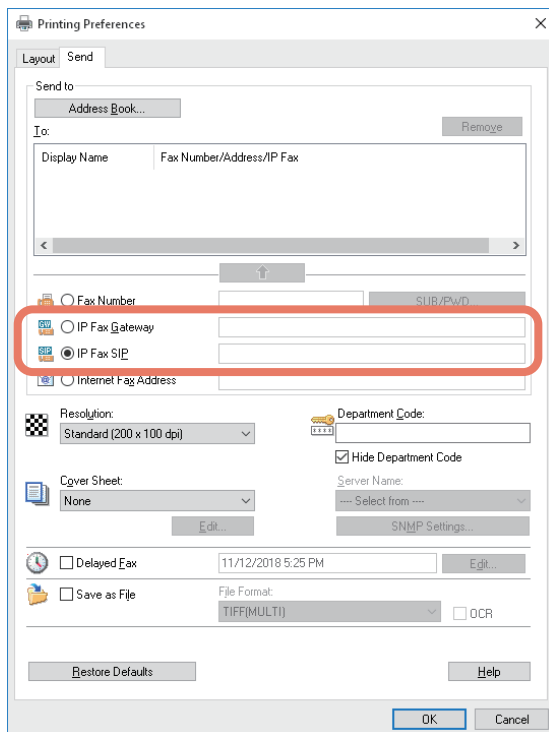 Printing Preferences
Layout Send
Send to
Address Book...
To:
Remove
Display Name Fax Number/Address/IP Fax
Fax Number SUB/PWD
GW IP Fax Gateway
SIP IP Fax SIP
Internet Fax Address
Resolution:
Standard (200 x 100 dpi)
Department Code:
Hide Department Code
Cover Sheet:
None
Edit...
Server Name:
---- Select from ----
SNMP Settings...
Delayed Fax 11/12/2018 5:25 PM Edit...
Save as File
File Format:
TIFF(MULTI) OCR
Restore Defaults Help
OK Cancel